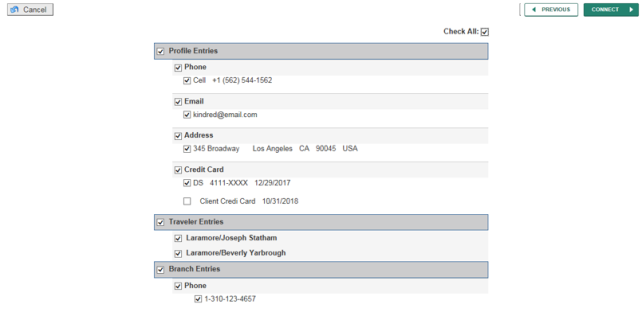 Cancel
PREVIOUS
CONNECT
Check All:
Profile Entries
Phone
Cell +1 (562) 544-1562
Email
kindred@email.com
Address
345 Broadway Los Angeles CA 90045 USA
Credit Card
DS 4111-XXXX 12/29/2017
Client Credi Card 10/31/2018
Traveler Entries
Laramore/Joseph Statham
Laramore/Beverly Yarbrough
Branch Entries
Phone
1-310-123-4657